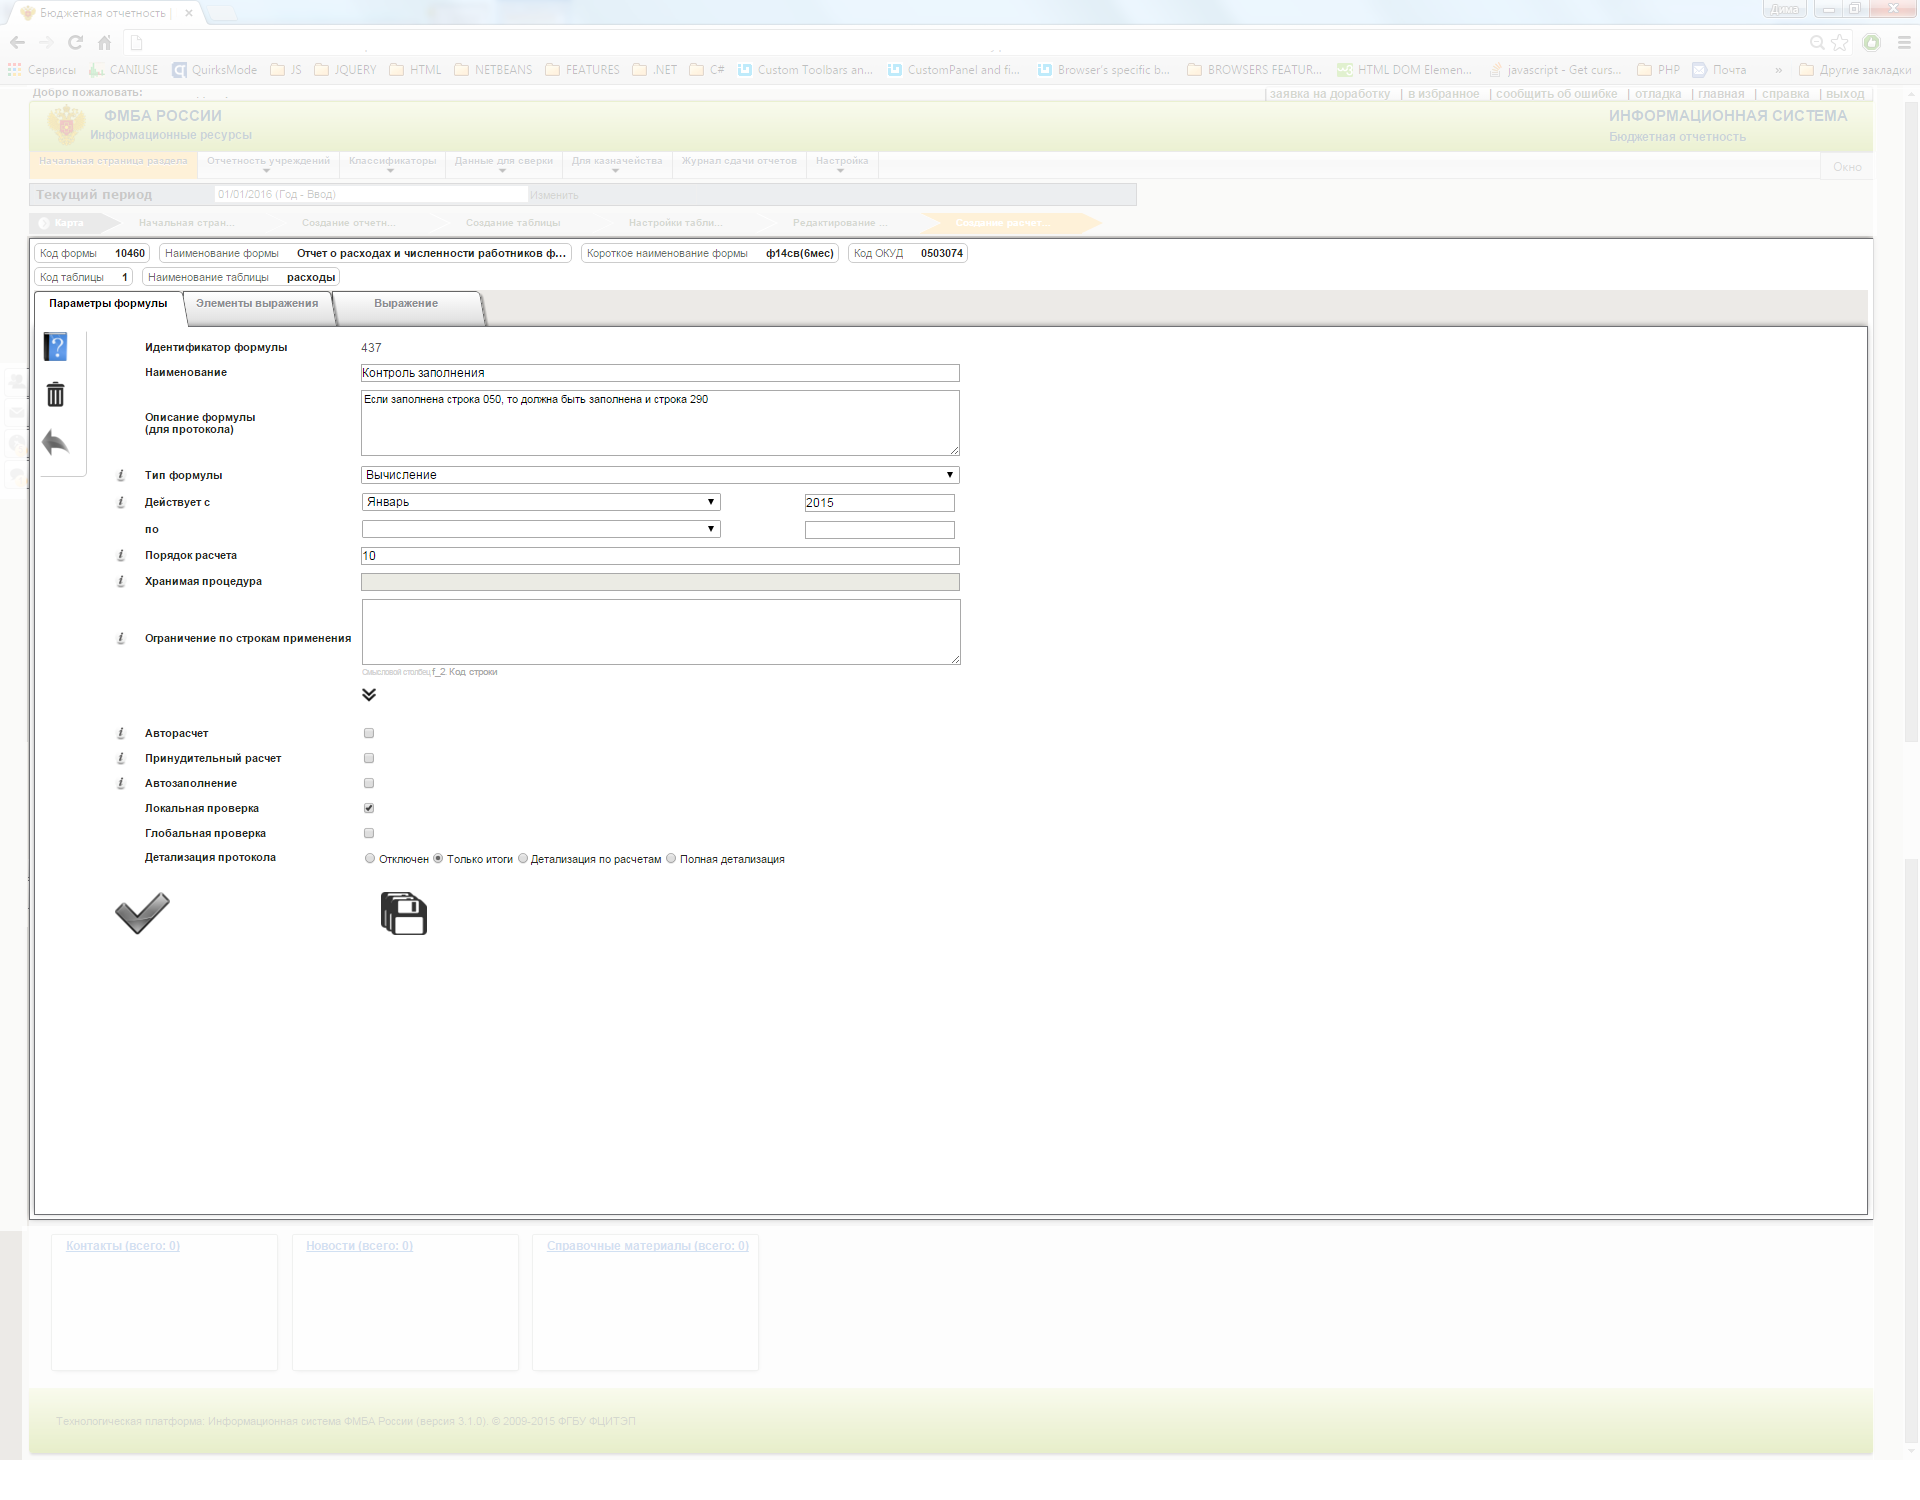 Бюджетная отчетность |
Дима
Сервисы CANIUSE QuirksMode JS JQUERY HTML NETBEANS FEATURES .NET C# Custom Toolbars an... CustomPanel and fi... Browser's specific b... BROWSERS FEATUR... HTML DOM Elemen... javascript - Get curs... PHP Почта » Другие закладки
Добро пожаловать:
| заявка на доработку | в избранное | сообщить об ошибке | отладка | главная | справка | выход
ФМБА РОССИИ
Информационные ресурсы
ИНФОРМАЦИОННАЯ СИСТЕМА
Бюджетная отчетность
Начальная страница раздела Отчетность учреждений Классификаторы Данные для сверки Для казначейства Журнал сдачи отчетов Настройка Окно
Текущий период 01/01/2016 (Год - Ввод) Изменить
Карта Начальная стран... Создание отчетн... Создание таблицы Настройки табли... Редактирование ... Создание расчет...
Код формы 10460 Наименование формы Отчет о расходах и численности работников ф... Короткое наименование формы ф14св(6мес) Код ОКУД 0503074
Код таблицы 1 Наименование таблицы расходы
Параметры формулы Элементы выражения Выражение
Идентификатор формулы 437
Наименование Контроль заполнения
Описание формулы
(для протокола)
Если заполнена строка 050, то должна быть заполнена и строка 290
Тип формулы Вычисление
Действует с Январь 2015
по
Порядок расчета 10
Хранимая процедура
Ограничение по строкам применения
Смысловой столбец f_2. Код строки
Авторасчет
Принудительный расчет
Автозаполнение
Локальная проверка
Глобальная проверка
Детализация протокола Отключен Только итоги Детализация по расчетам Полная детализация
Контакты (всего: 0) Новости (всего: 0) Справочные материалы (всего: 0)
Технологическая платформа: Информационная система ФМБА России (версия 3.1.0). © 2009-2015 ФГБУ ФЦИТЭП